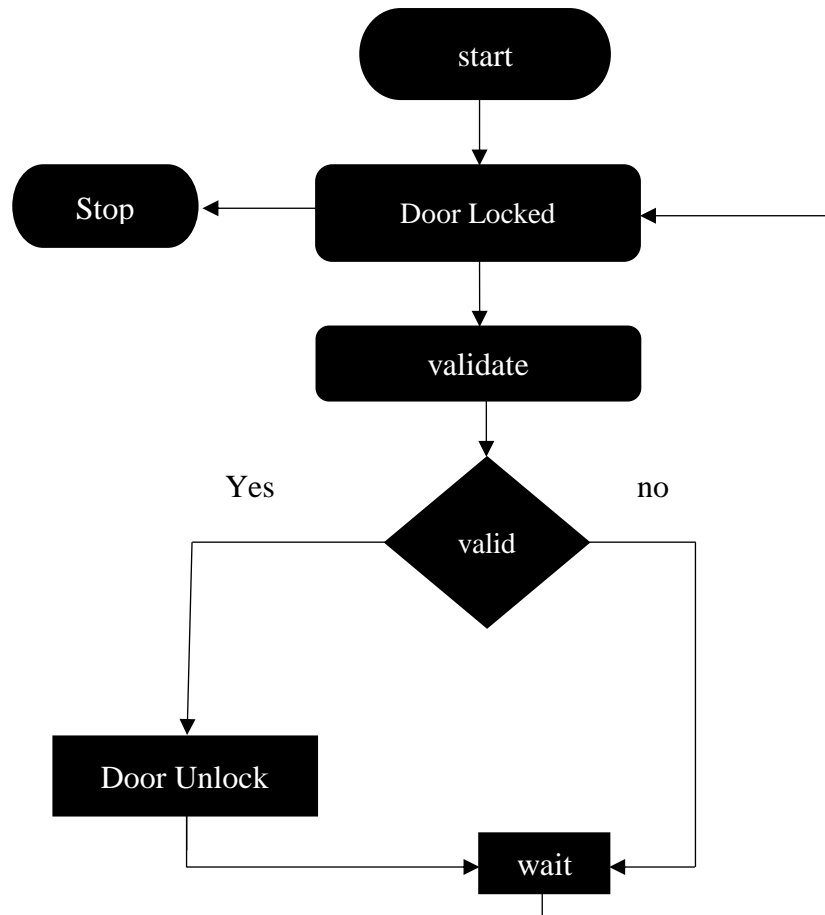 start
Stop
Door Locked
validate
Yes
no
valid
Door Unlock
wait